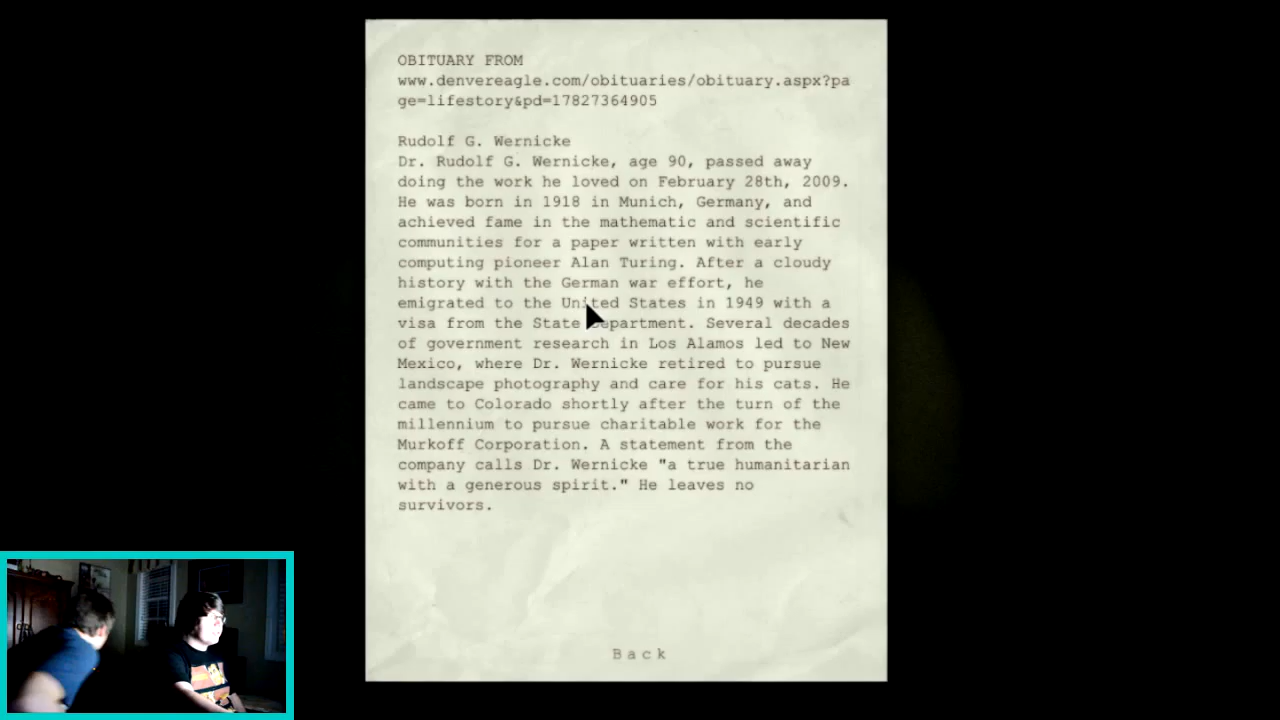 OBITUARY FROM
www.denvereagle.com/obituaries/obituary.aspx?pa
ge=lifestory&pd=17827364905
Rudolf G. Wernicke
Dr. Rudolf G. Wernicke, age 90, passed away
doing the work he loved on February 28th, 2009.
He was born in 1918 in Munich, Germany, and
achieved fame in the mathematic and scientific
communities for a paper written with early
computing pioneer Alan Turing. After a cloudy
history with the German war effort, he
emigrated to the United States in 1949 with a
visa from the State Department. Several decades
of government research in Los Alamos led to New
Mexico, where Dr. Wernicke retired to pursue
landscape photography and care for his cats. He
came to Colorado shortly after the turn of the
millennium to pursue charitable work for the
Murkoff Corporation. A statement from the
company calls Dr. Wernicke "a true humanitarian
with a generous spirit." He leaves no
survivors.
Back